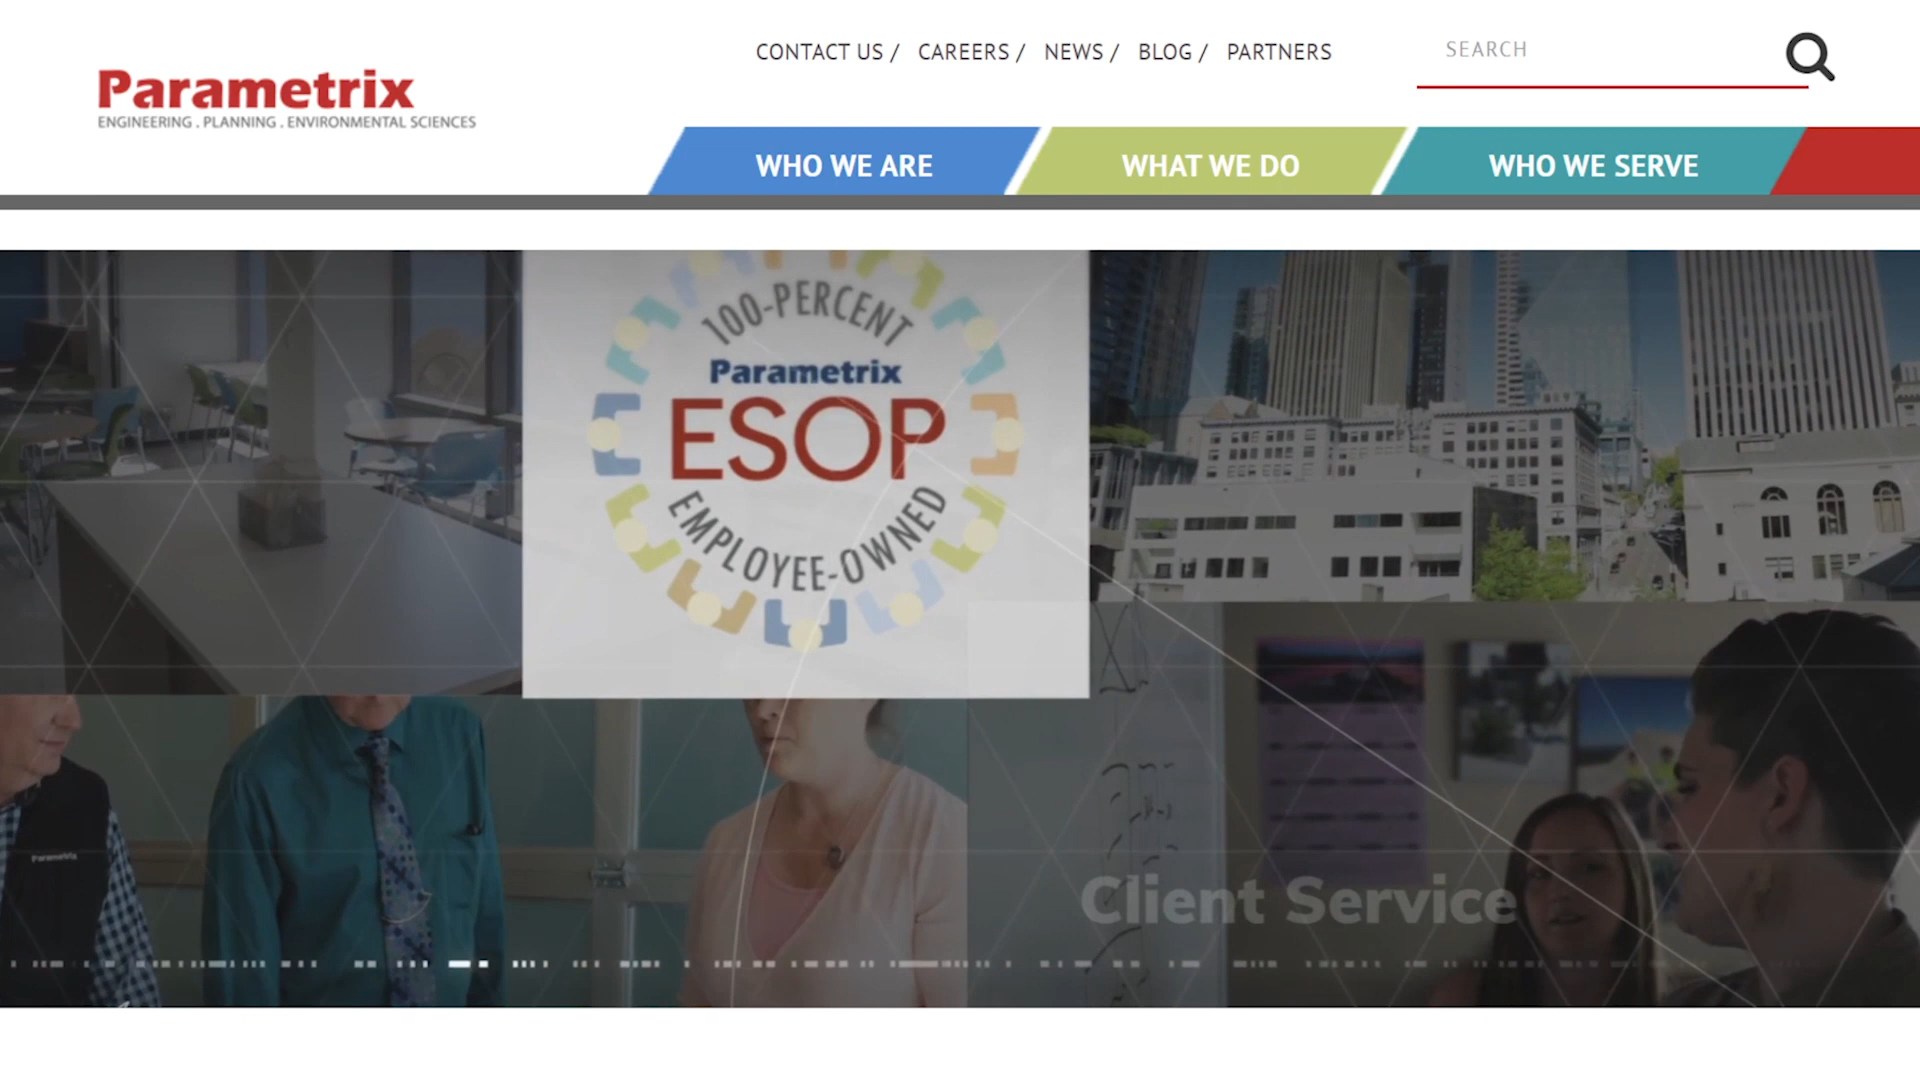 CONTACT US / CAREERS / NEWS / BLOG / PARTNERS
SEARCH
Parametrix
ENGINEERING . PLANNING . ENVIRONMENTAL SCIENCES
WHO WE ARE
WHAT WE DO
WHO WE SERVE
100-PERCENT
Parametrix
ESOP
EMPLOYEE-OWNED
Parametrix
Client Service